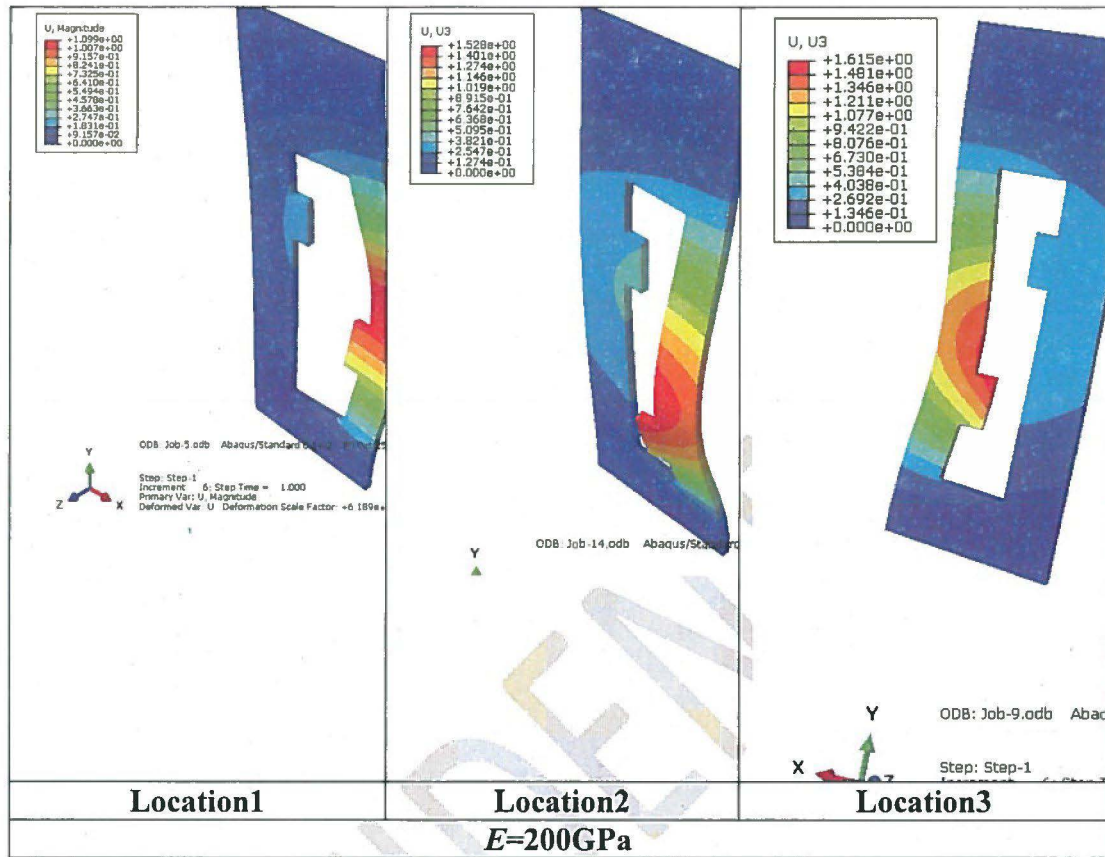 U, Magnitude
+1.099e+00
+1.007e+00
+9.157e-01
+8.241e-01
+7.325e-01
+6.410e-01
+5.494e-01
+4.578e-01
+3.663e-01
+2.747e-01
+1.831e-01
+9.157e-02
+0.000e+00
ODB: Job-5.odb Abaqus/Standard
Y
Z
X
Step: Step-1
Increment 6: Step Time = 1.000
Primary Var: U, Magnitude
Deformed Var: U Deformation Scale Factor: +6.189e+
U, U3
+1.528e+00
+1.401e+00
+1.274e+00
+1.146e+00
+1.019e+00
+8.915e-01
+7.642e-01
+6.368e-01
+5.095e-01
+3.821e-01
+2.547e-01
+1.274e-01
+0.000e+00
ODB: Job-14.odb Abaqus/Standard
Y
U, U3
+1.615e+00
+1.481e+00
+1.346e+00
+1.211e+00
+1.077e+00
+9.422e-01
+8.076e-01
+6.730e-01
+5.384e-01
+4.038e-01
+2.692e-01
+1.346e-01
+0.000e+00
Y
X
Z
ODB: Job-9.odb
Step: Step-1
Location1
Location2
Location3
E=200GPa